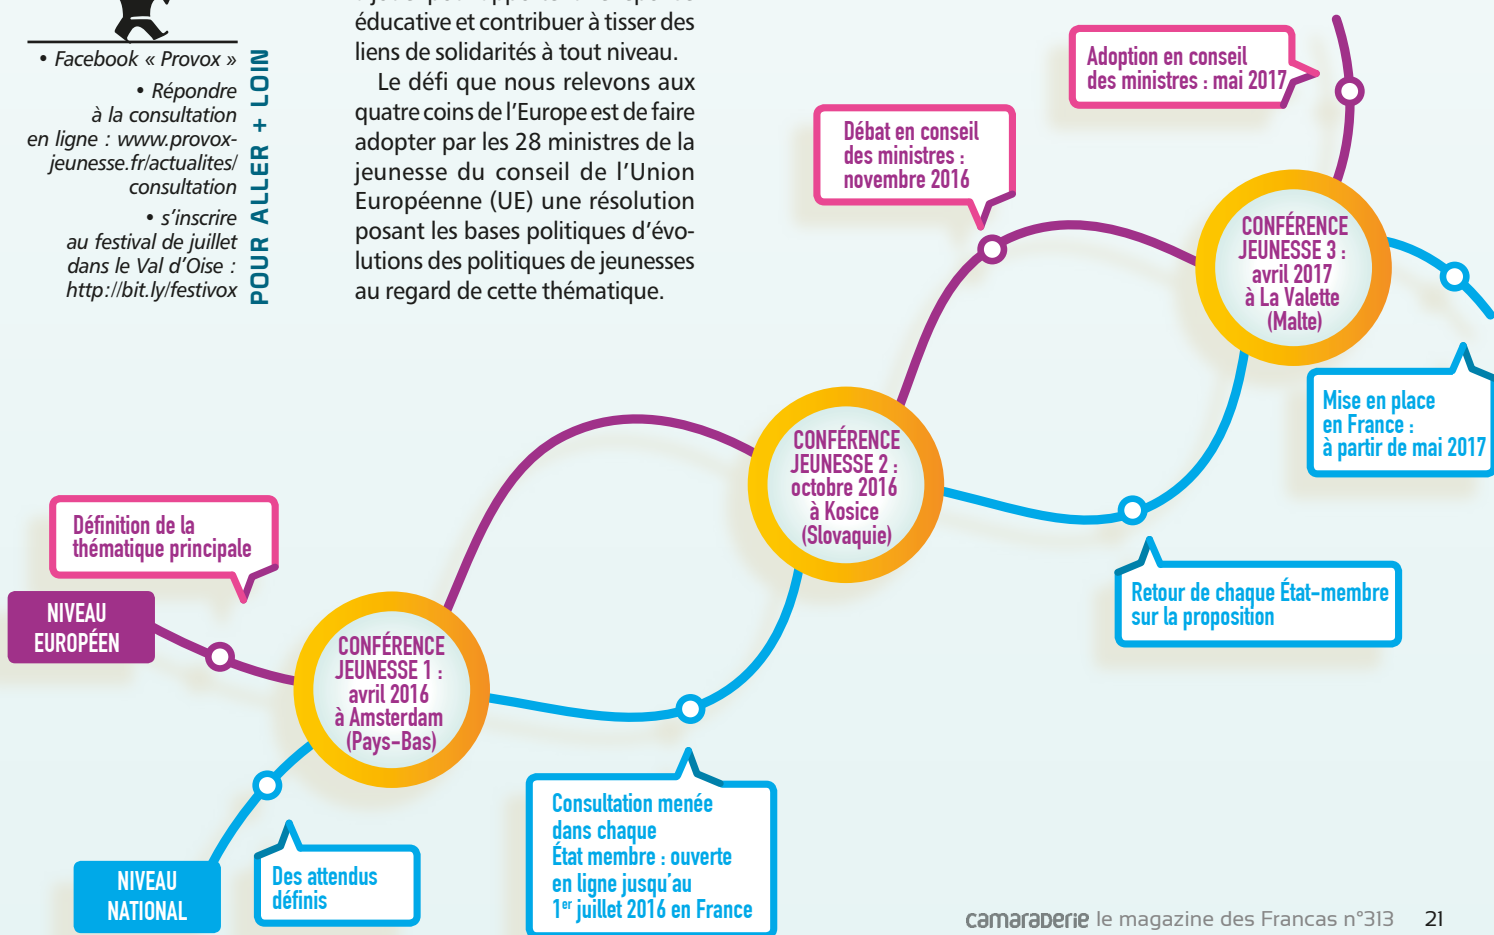 • Facebook « Provox »
• Répondre
à la consultation
en ligne : www.provox-
jeunesse.fr/actualites/
consultation
• s’inscrire
au festival de juillet
dans le Val d’Oise :
http://bit.ly/festivox
POUR ALLER + LOIN
éducative et contribuer à tisser des
liens de solidarités à tout niveau.
Le défi que nous relevons aux
quatre coins de l’Europe est de faire
adopter par les 28 ministres de la
jeunesse du conseil de l’Union
Européenne (UE) une résolution
posant les bases politiques d’évo-
lutions des politiques de jeunesses
au regard de cette thématique.
NIVEAU
EUROPÉEN
Définition de la
thématique principale
NIVEAU
NATIONAL
Des attendus
définis
CONFÉRENCE
JEUNESSE 1 :
avril 2016
à Amsterdam
(Pays-Bas)
Consultation menée
dans chaque
État membre : ouverte
en ligne jusqu’au
1er juillet 2016 en France
CONFÉRENCE
JEUNESSE 2 :
octobre 2016
à Kosice
(Slovaquie)
Débat en conseil
des ministres :
novembre 2016
Retour de chaque État-membre
sur la proposition
CONFÉRENCE
JEUNESSE 3 :
avril 2017
à La Valette
(Malte)
Adoption en conseil
des ministres : mai 2017
Mise en place
en France :
à partir de mai 2017
camaraderie le magazine des Francas n°313 21